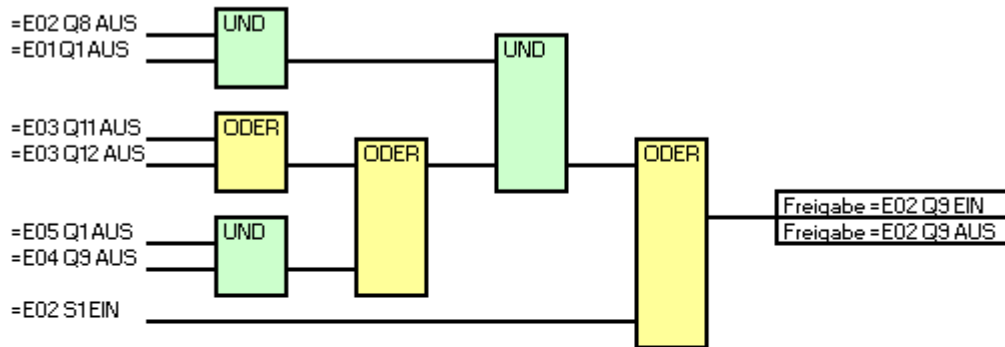 =E02 Q8 AUS
UND
=E01 Q1 AUS
UND
=E03 Q11 AUS
ODER
=E03 Q12 AUS
ODER
ODER
Freigabe =E02 Q9 EIN
Freigabe =E02 Q9 AUS
=E05 Q1 AUS
UND
=E04 Q9 AUS
=E02 S1 EIN